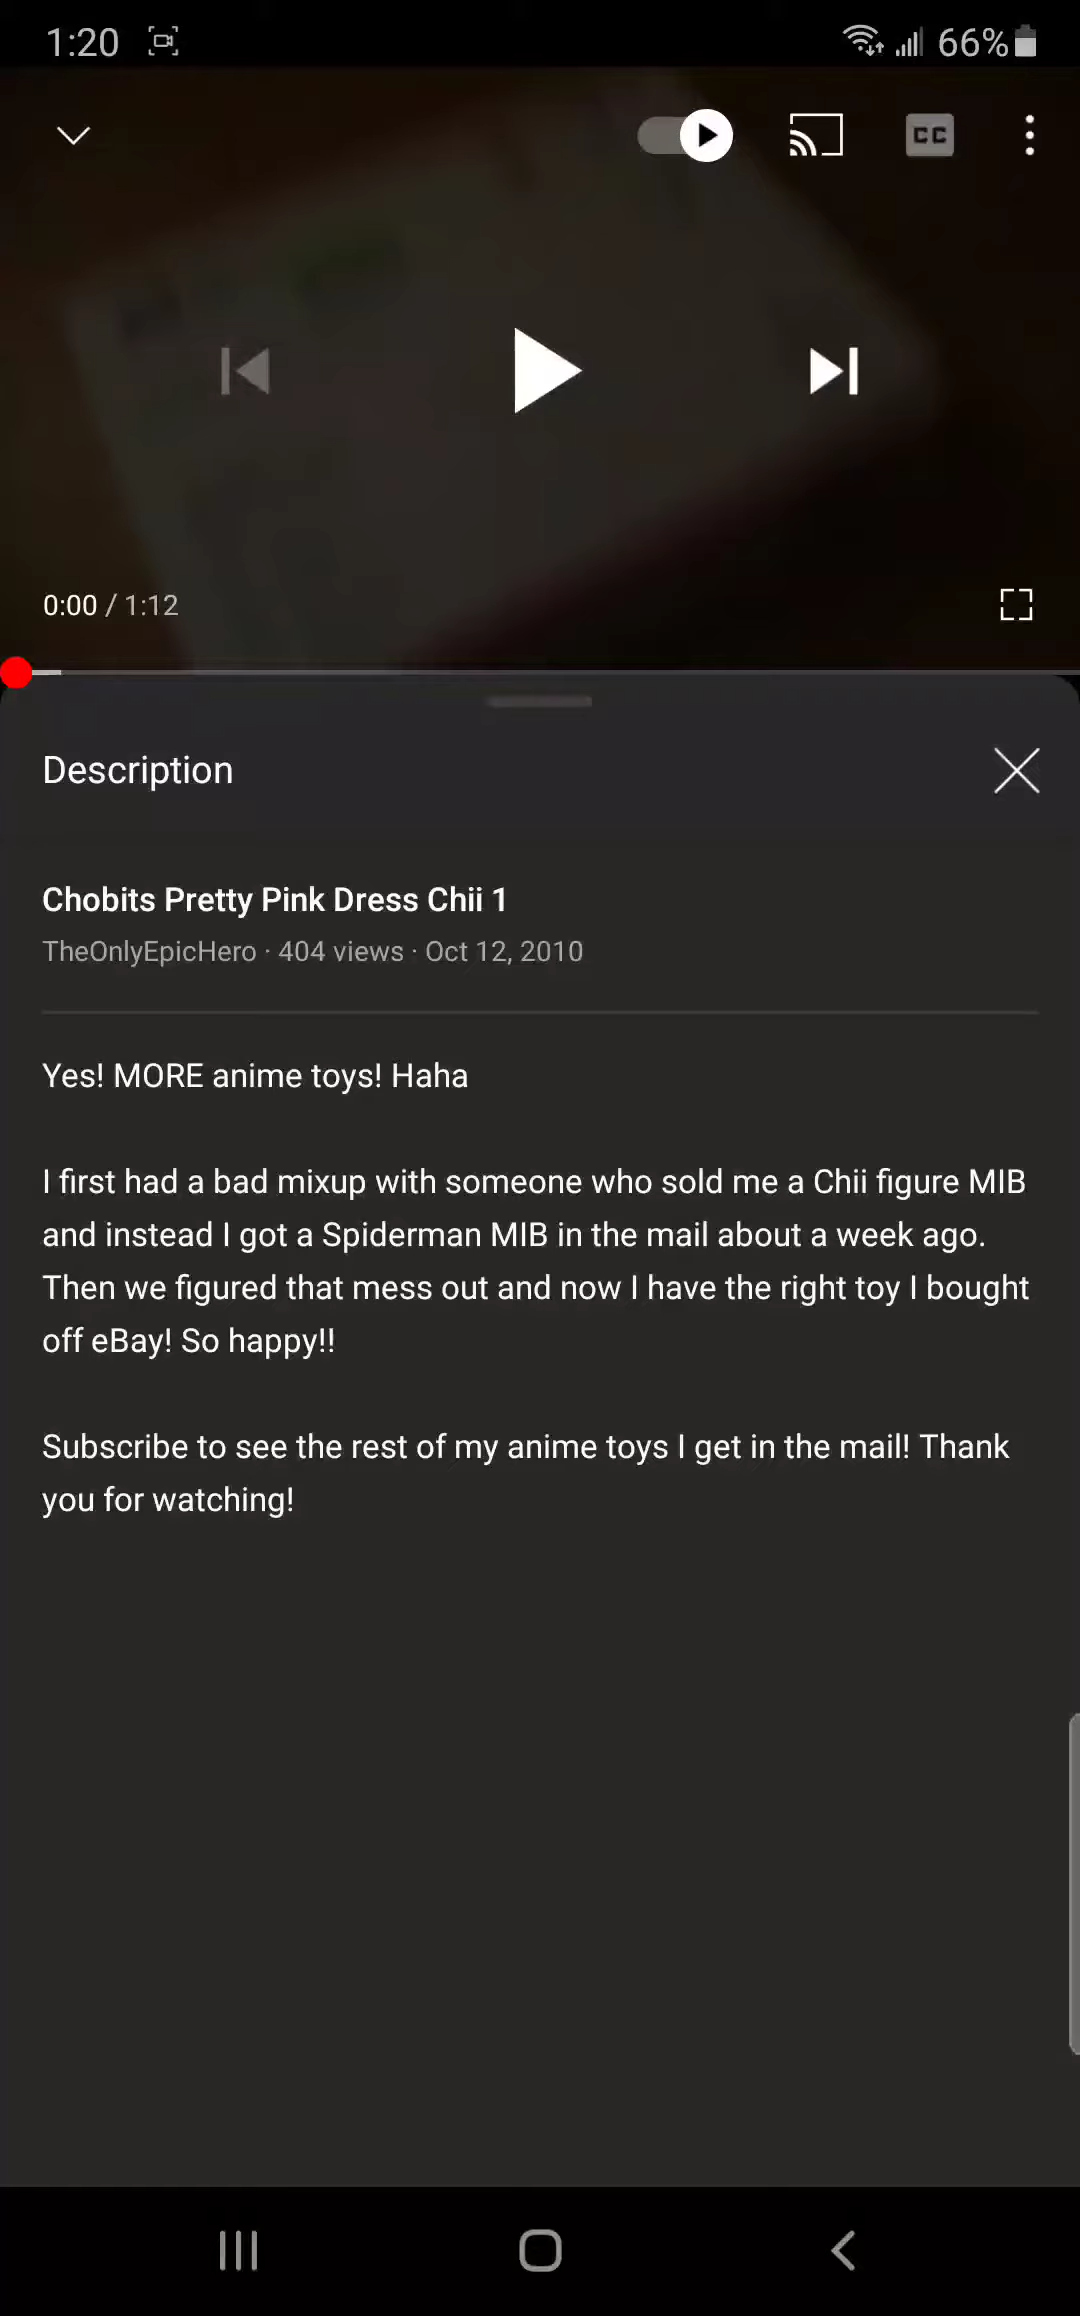 1:20
66%
CC
0:00 / 1:12
Description
Chobits Pretty Pink Dress Chii 1
TheOnlyEpicHero · 404 views · Oct 12, 2010
Yes! MORE anime toys! Haha
I first had a bad mixup with someone who sold me a Chii figure MIB
and instead I got a Spiderman MIB in the mail about a week ago.
Then we figured that mess out and now I have the right toy I bought
off eBay! So happy!!
Subscribe to see the rest of my anime toys I get in the mail! Thank
you for watching!